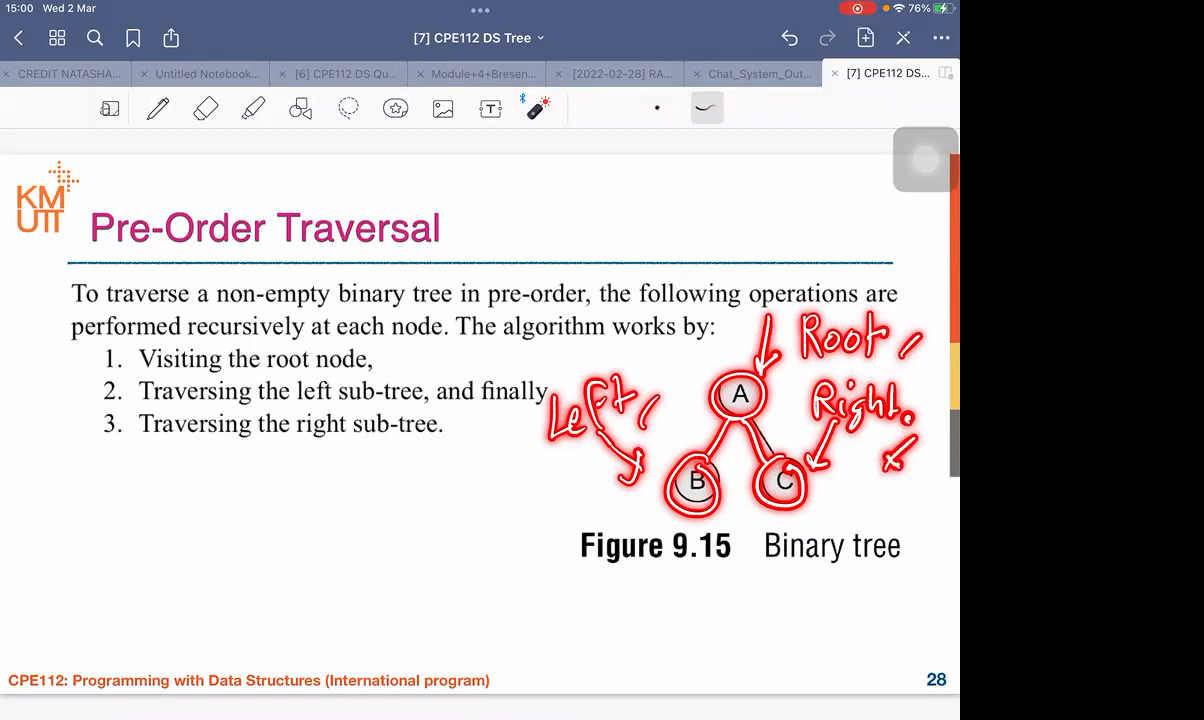 15:00 Wed 2 Mar
76%
[7] CPE112 DS Tree
CREDIT NATASHA...
Untitled Notebook...
[6] CPE112 DS Qu...
Module+4+Bresen...
[2022-02-28] RA...
Chat_System_Out...
[7] CPE112 DS...
KM
UTT
Pre-Order Traversal
To traverse a non-empty binary tree in pre-order, the following operations are
performed recursively at each node. The algorithm works by:
1. Visiting the root node,
2. Traversing the left sub-tree, and finally
3. Traversing the right sub-tree.
Root,
Left,
A
Right.
B
C
Figure 9.15 Binary tree
CPE112: Programming with Data Structures (International program)
28